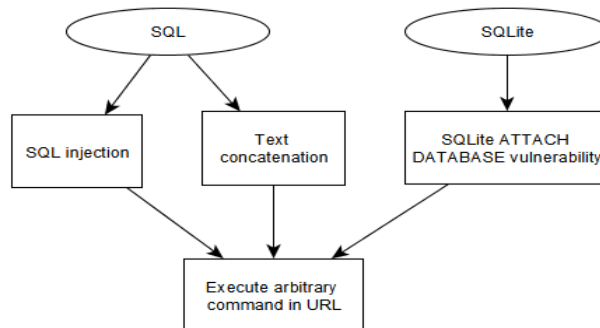 SQL
SQLite
SQL injection
Text
concatenation
SQLite ATTACH
DATABASE vulnerability
Execute arbitrary
command in URL